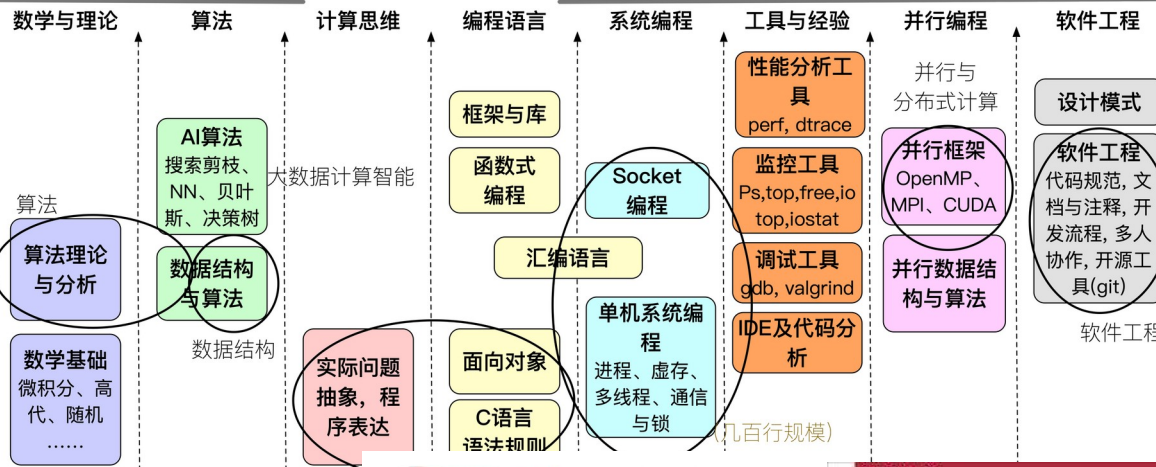 数学与理论
算法
计算思维
编程语言
系统编程
工具与经验
并行编程
软件工程
算法
算法理论
与分析
数学基础
微积分、高
代、随机
……
AI算法
搜索剪枝、
NN、贝叶
斯、决策树
数据结构
与算法
数据结构
大数据计算智能
实际问题
抽象，程
序表达
框架与库
函数式
编程
汇编语言
面向对象
C语言
语法规则
Socket
编程
单机系统编
程
进程、虚存、
多线程、通信
与锁
(几百行规模)
性能分析工
具
perf, dtrace
监控工具
Ps,top,free,io
top,iostat
调试工具
gdb, valgrind
IDE及代码分
析
并行与
分布式计算
并行框架
OpenMP、
MPI、CUDA
并行数据结
构与算法
设计模式
软件工程
代码规范, 文
档与注释, 开
发流程, 多人
协作, 开源工
具(git)
软件工程